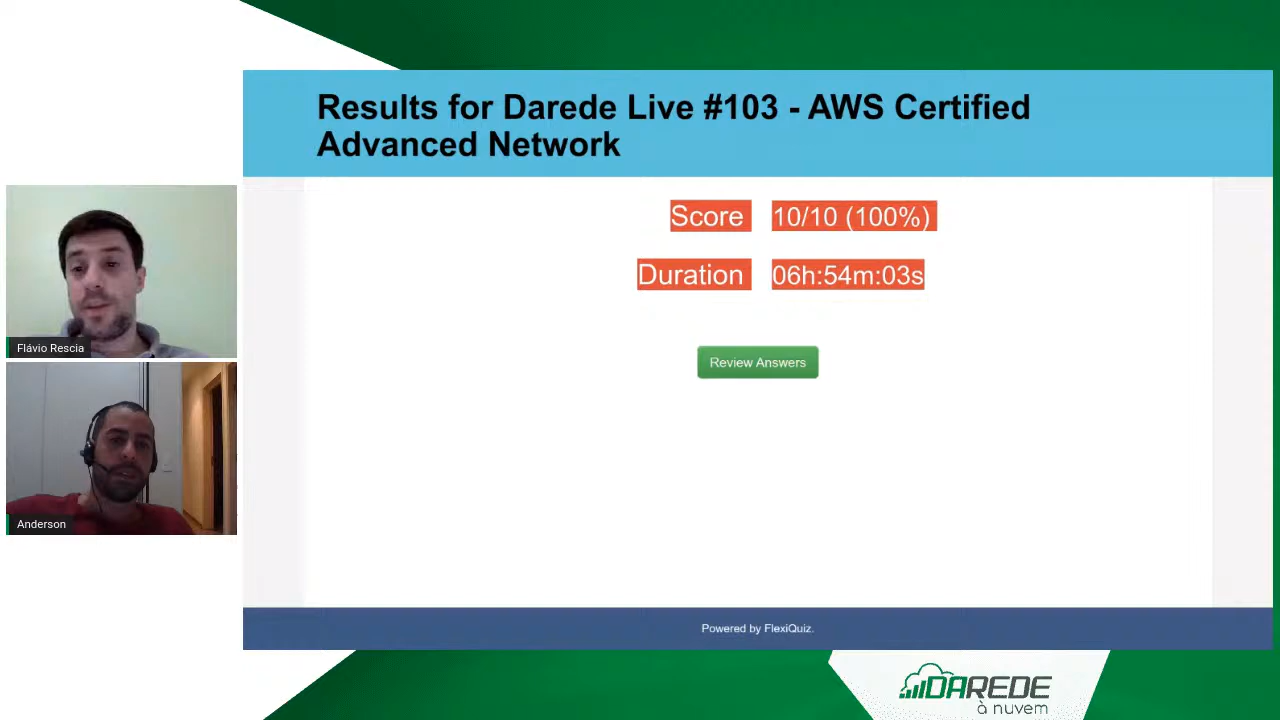 Results for Darede Live #103 - AWS Certified
Advanced Network
Score 10/10 (100%)
Duration 06h:54m:03s
Review Answers
Flávio Rescia
Anderson
Powered by FlexiQuiz.
DAREDE
à nuvem